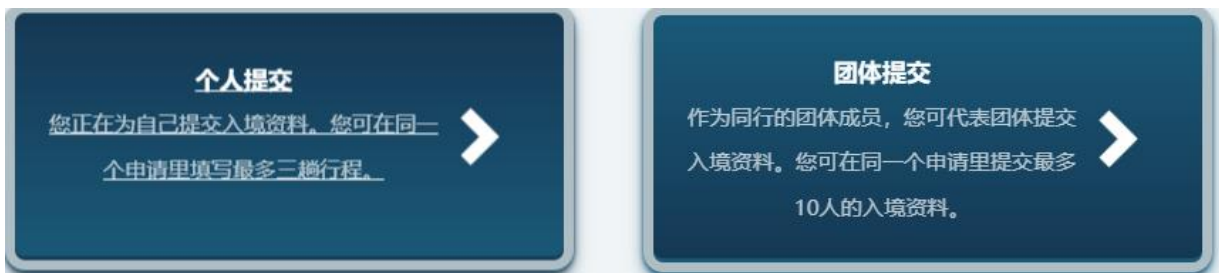 个人提交
您正在为自己提交入境资料。您可在同一
个申请里填写最多三趟行程。
团体提交
作为同行的团体成员，您可代表团体提交
入境资料。您可在同一个申请里提交最多
10人的入境资料。